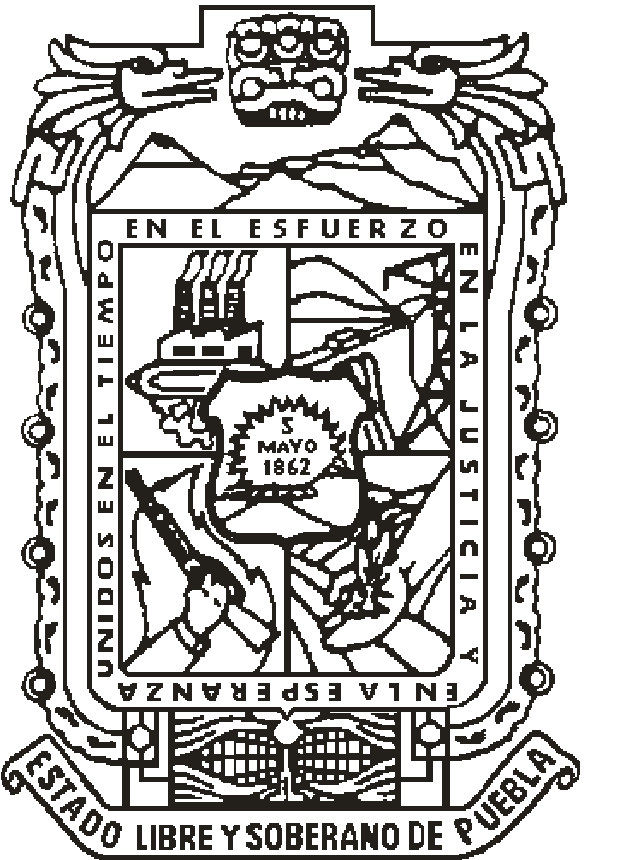 UNIDOS EN EL TIEMPO
EN EL ESFUERZO
EN LA JUSTICIA Y
EN LA ESPERANZA
5
MAYO
1862
ESTADO LIBRE Y SOBERANO DE PUEBLA